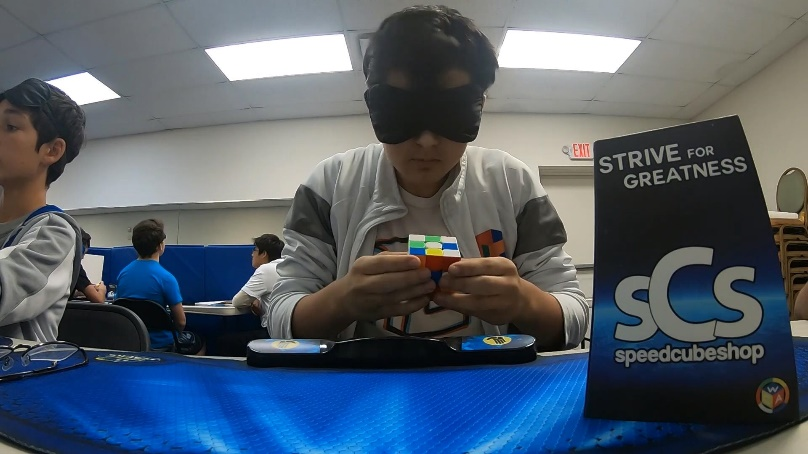 EXIT
STRIVE FOR
GREATNESS
sCs
speedcubeshop